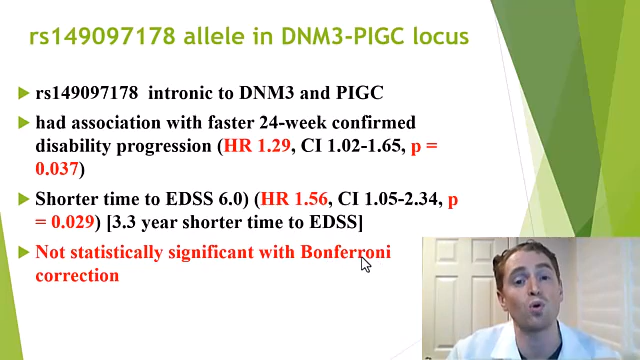 rs149097178 allele in DNM3-PIGC locus
rs149097178 intronic to DNM3 and PIGC
had association with faster 24-week confirmed
disability progression (HR 1.29, CI 1.02-1.65, p =
0.037)
Shorter time to EDSS 6.0) (HR 1.56, CI 1.05-2.34, p
= 0.029) [3.3 year shorter time to EDSS]
Not statistically significant with Bonferroni
correction